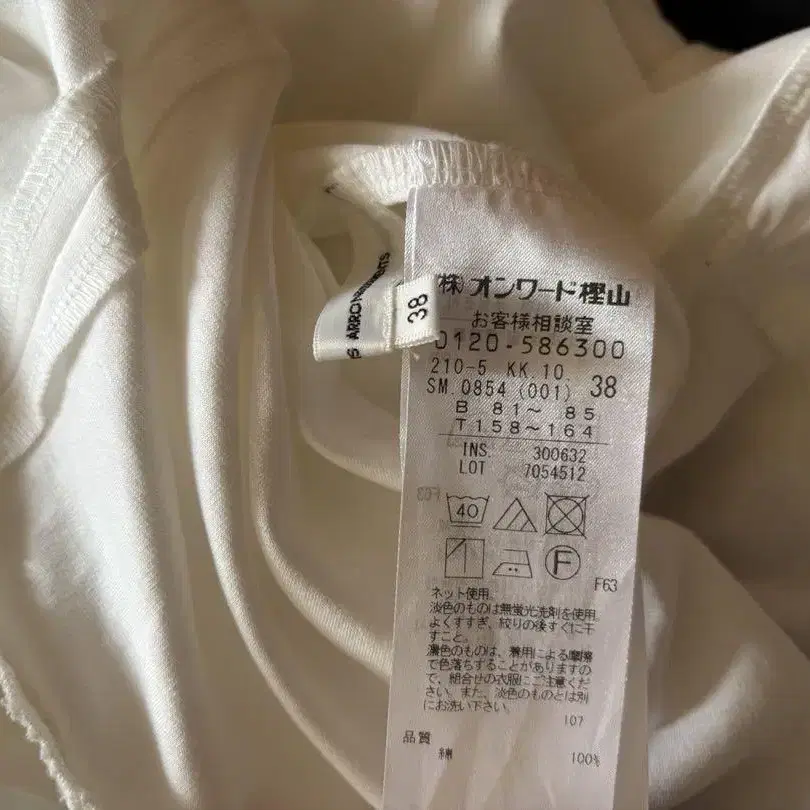 ARRON
38
(株)オンワード樫山
お客様相談室
0120-586300
210-5 KK.10.
SM.0854 (001) 38
B 81～ 85
T158～164
INS. 300632
LOT 7054512
40
F
F63
ネット使用。
淡色のものは無蛍光洗剤を使用。
よくすすぎ、絞りの後すぐに干
すこと。
濃色のものは、着用による摩擦
で色落ちすることがありますの
で、組合せの衣服にご注意くだ
さい。また、淡色のものとは別
にお洗い下さい。
107
品質
綿 100%